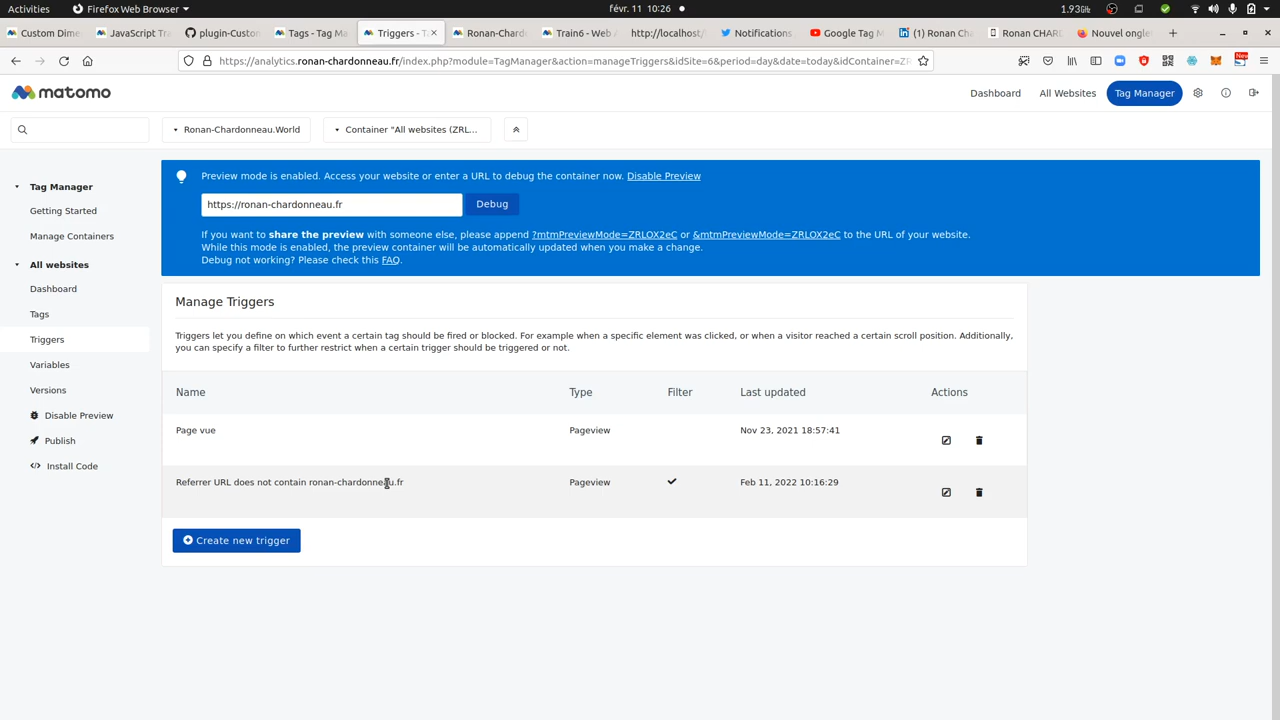 Activities
Firefox Web Browser
févr. 11 10:26
1.93GHz
Custom Dime
JavaScript Tra
plugin-Custon
Tags - Tag Ma
Triggers - Ta
Ronan-Chard
Train6 - Web A
http://localhost/
Notifications
Google Tag M
(1) Ronan Cha
Ronan CHARD
Nouvel ongle
https://analytics.ronan-chardonneau.fr/index.php?module=TagManager&action=manageTriggers&idSite=6&period=day&date=today&idContainer=ZR
New
matomo
Dashboard
All Websites
Tag Manager
Ronan-Chardonneau.World
Container "All websites (ZRL...
Tag Manager
Getting Started
Manage Containers
All websites
Dashboard
Tags
Triggers
Variables
Versions
Disable Preview
Publish
Install Code
Preview mode is enabled. Access your website or enter a URL to debug the container now. Disable Preview
https://ronan-chardonneau.fr
Debug
If you want to share the preview with someone else, please append ?mtmPreviewMode=ZRLOX2eC or &mtmPreviewMode=ZRLOX2eC to the URL of your website.
While this mode is enabled, the preview container will be automatically updated when you make a change.
Debug not working? Please check this FAQ.
Manage Triggers
Triggers let you define on which event a certain tag should be fired or blocked. For example when a specific element was clicked, or when a visitor reached a certain scroll position. Additionally,
you can specify a filter to further restrict when a certain trigger should be triggered or not.
Name Type Filter Last updated Actions
Page vue Pageview Nov 23, 2021 18:57:41
Referrer URL does not contain ronan-chardonneau.fr Pageview Feb 11, 2022 10:16:29
Create new trigger